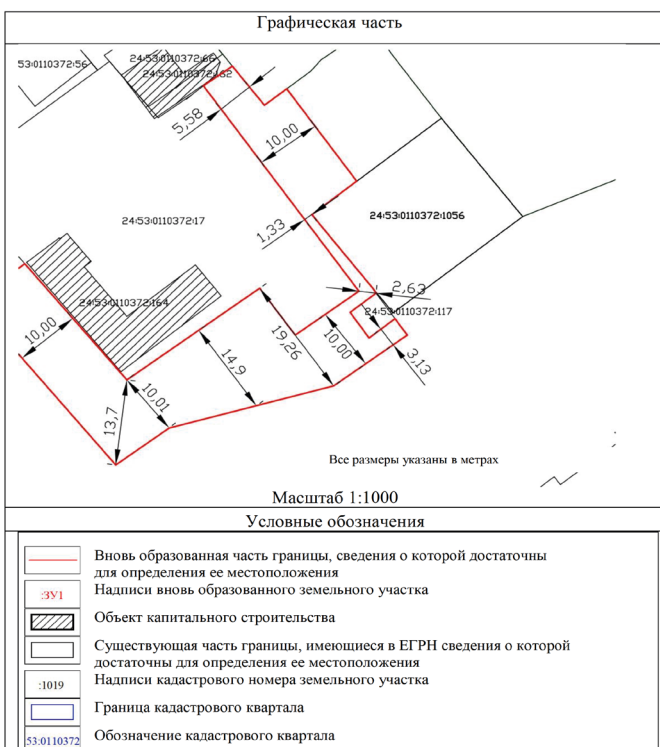 Графическая часть
53:0110372:56
24:53:0110372:66
24:53:0110372:62
5,58
10,00
1,33
24:53:0110372:17
24:53:0110372:1056
2,63
24:53:0110372:117
24:53:0110372:164
10,00
19,26
10,00
14,9
3,13
10,01
13,7
Все размеры указаны в метрах
Масштаб 1:1000
Условные обозначения
Вновь образованная часть границы, сведения о которой достаточны
для определения ее местоположения
:ЗУ1
Надписи вновь образованного земельного участка
Объект капитального строительства
Существующая часть границы, имеющиеся в ЕГРН сведения о которой
достаточны для определения ее местоположения
:1019
Надписи кадастрового номера земельного участка
Граница кадастрового квартала
53:0110372
Обозначение кадастрового квартала